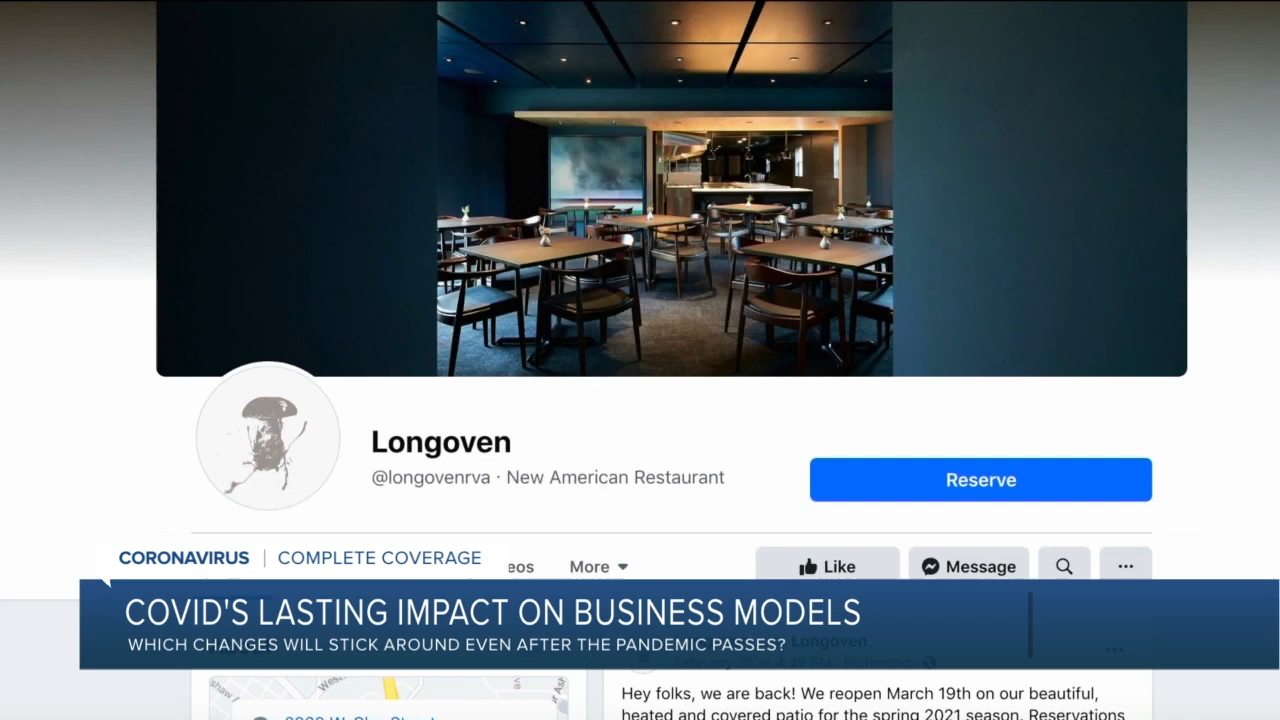 Longoven
@longovenrva · New American Restaurant
Reserve
CORONAVIRUS | COMPLETE COVERAGE
eos
More
Like
Message
COVID'S LASTING IMPACT ON BUSINESS MODELS
WHICH CHANGES WILL STICK AROUND EVEN AFTER THE PANDEMIC PASSES?
Longoven
Hey folks, we are back! We reopen March 19th on our beautiful,
heated and covered patio for the spring 2021 season. Reservations